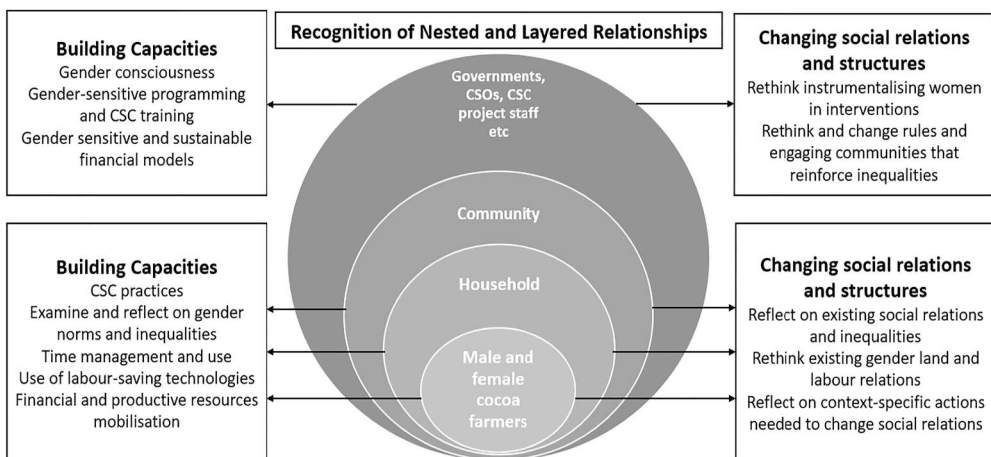 Recognition of Nested and Layered Relationships
Building Capacities
Gender consciousness
Gender-sensitive programming
and CSC training
Gender sensitive and sustainable
financial models
Governments,
CSOs, CSC
project staff
etc
Changing social relations
and structures
Rethink instrumentalising women
in interventions
Rethink and change rules and
engaging communities that
reinforce inequalities
Building Capacities
CSC practices
Examine and reflect on gender
norms and inequalities
Time management and use
Use of labour-saving technologies
Financial and productive resources
mobilisation
Community
Household
Male and
female
cocoa
farmers
Changing social relations
and structures
Reflect on existing social relations
and inequalities
Rethink existing gender land and
labour relations
Reflect on context-specific actions
needed to change social relations